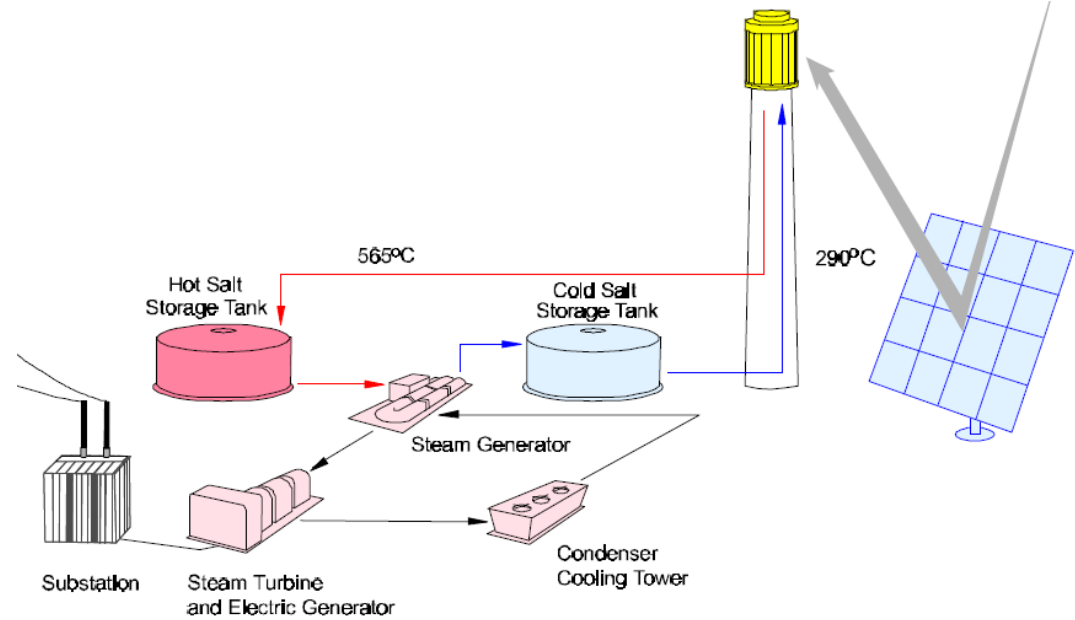 565ºC
290ºC
Hot Salt
Storage Tank
Cold Salt
Storage Tank
Steam Generator
Substation
Steam Turbine
and Electric Generator
Condenser
Cooling Tower